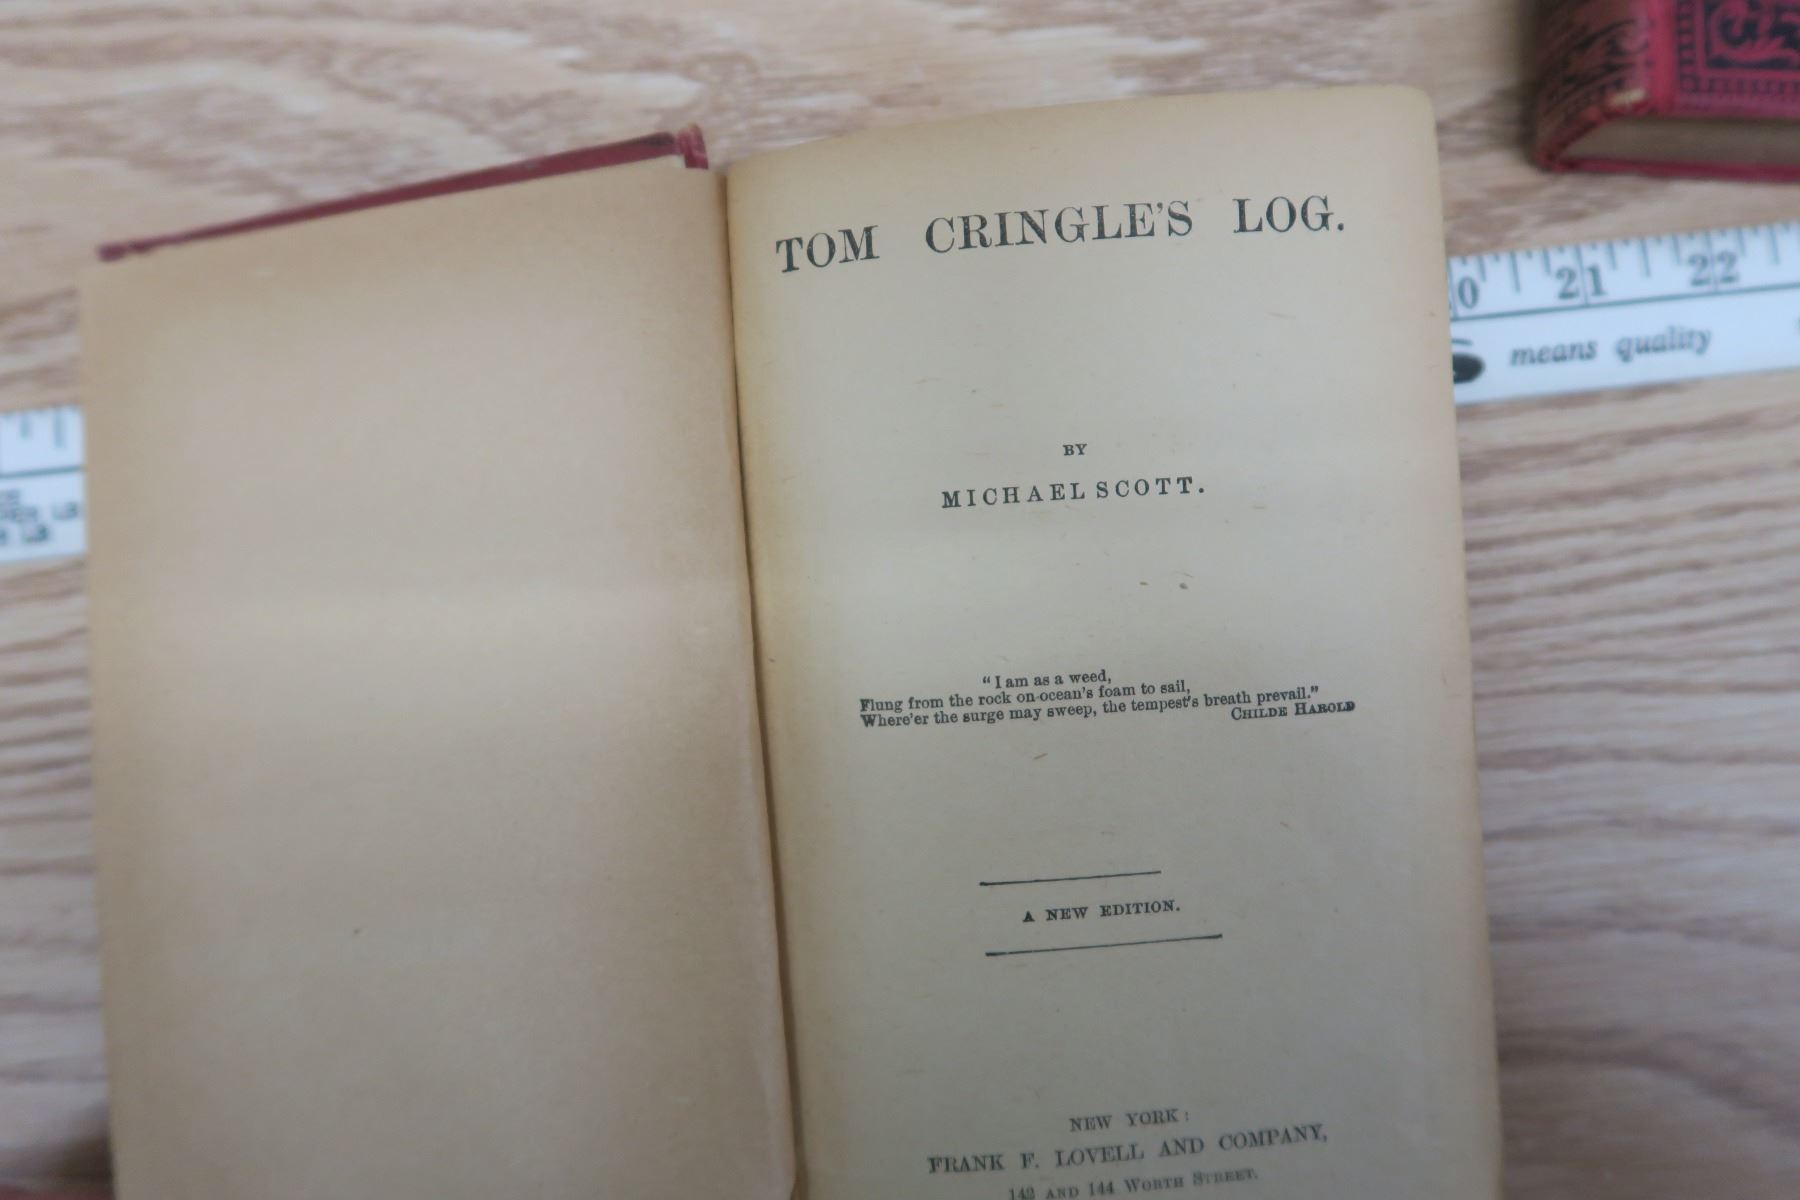 TOM CRINGLE'S LOG.
BY
MICHAEL SCOTT.
"I am as a weed,
Flung from the rock on ocean's foam to sail,
Where'er the surge may sweep, the tempest's breath prevail."
CHILDE HAROLD
A NEW EDITION.
NEW YORK:
FRANK F. LOVELL AND COMPANY,
142 AND 144 WORTH STREET.
0 21 22
means quality